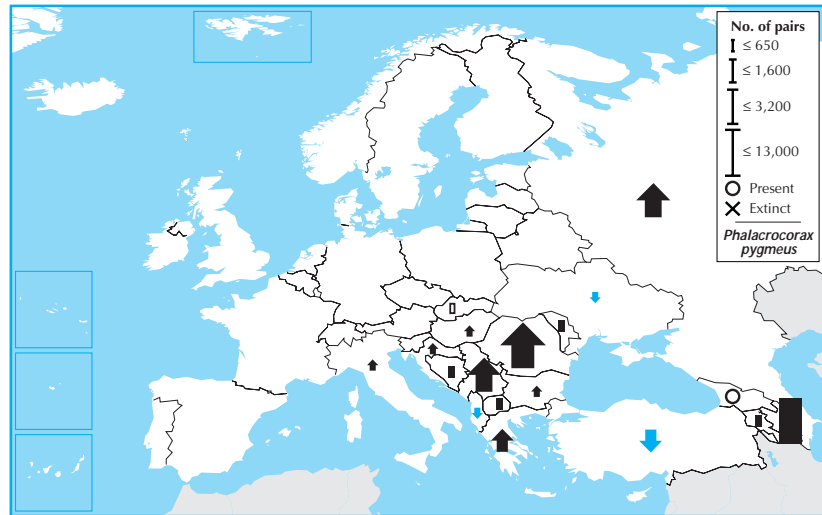 No. of pairs
≤ 650
≤ 1,600
≤ 3,200
≤ 13,000
Present
Extinct
Phalacrocorax
pygmeus